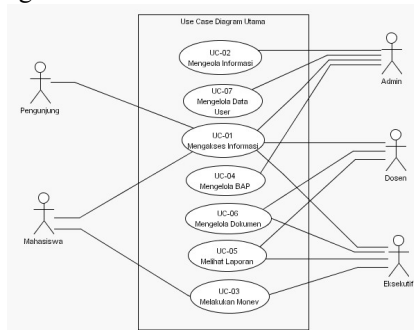 Use Case Diagram Utama
UC-02
Mengeola Informasi
Admin
UC-07
Mengelola Data
User
Pengunjung
UC-01
Mengakses Informasi
Dosen
UC-04
Mengelola BAP
UC-06
Mengelola Dokumen
Mahasiswa
UC-05
Melihat Laporan
Eksekutif
UC-03
Melakukan Monev